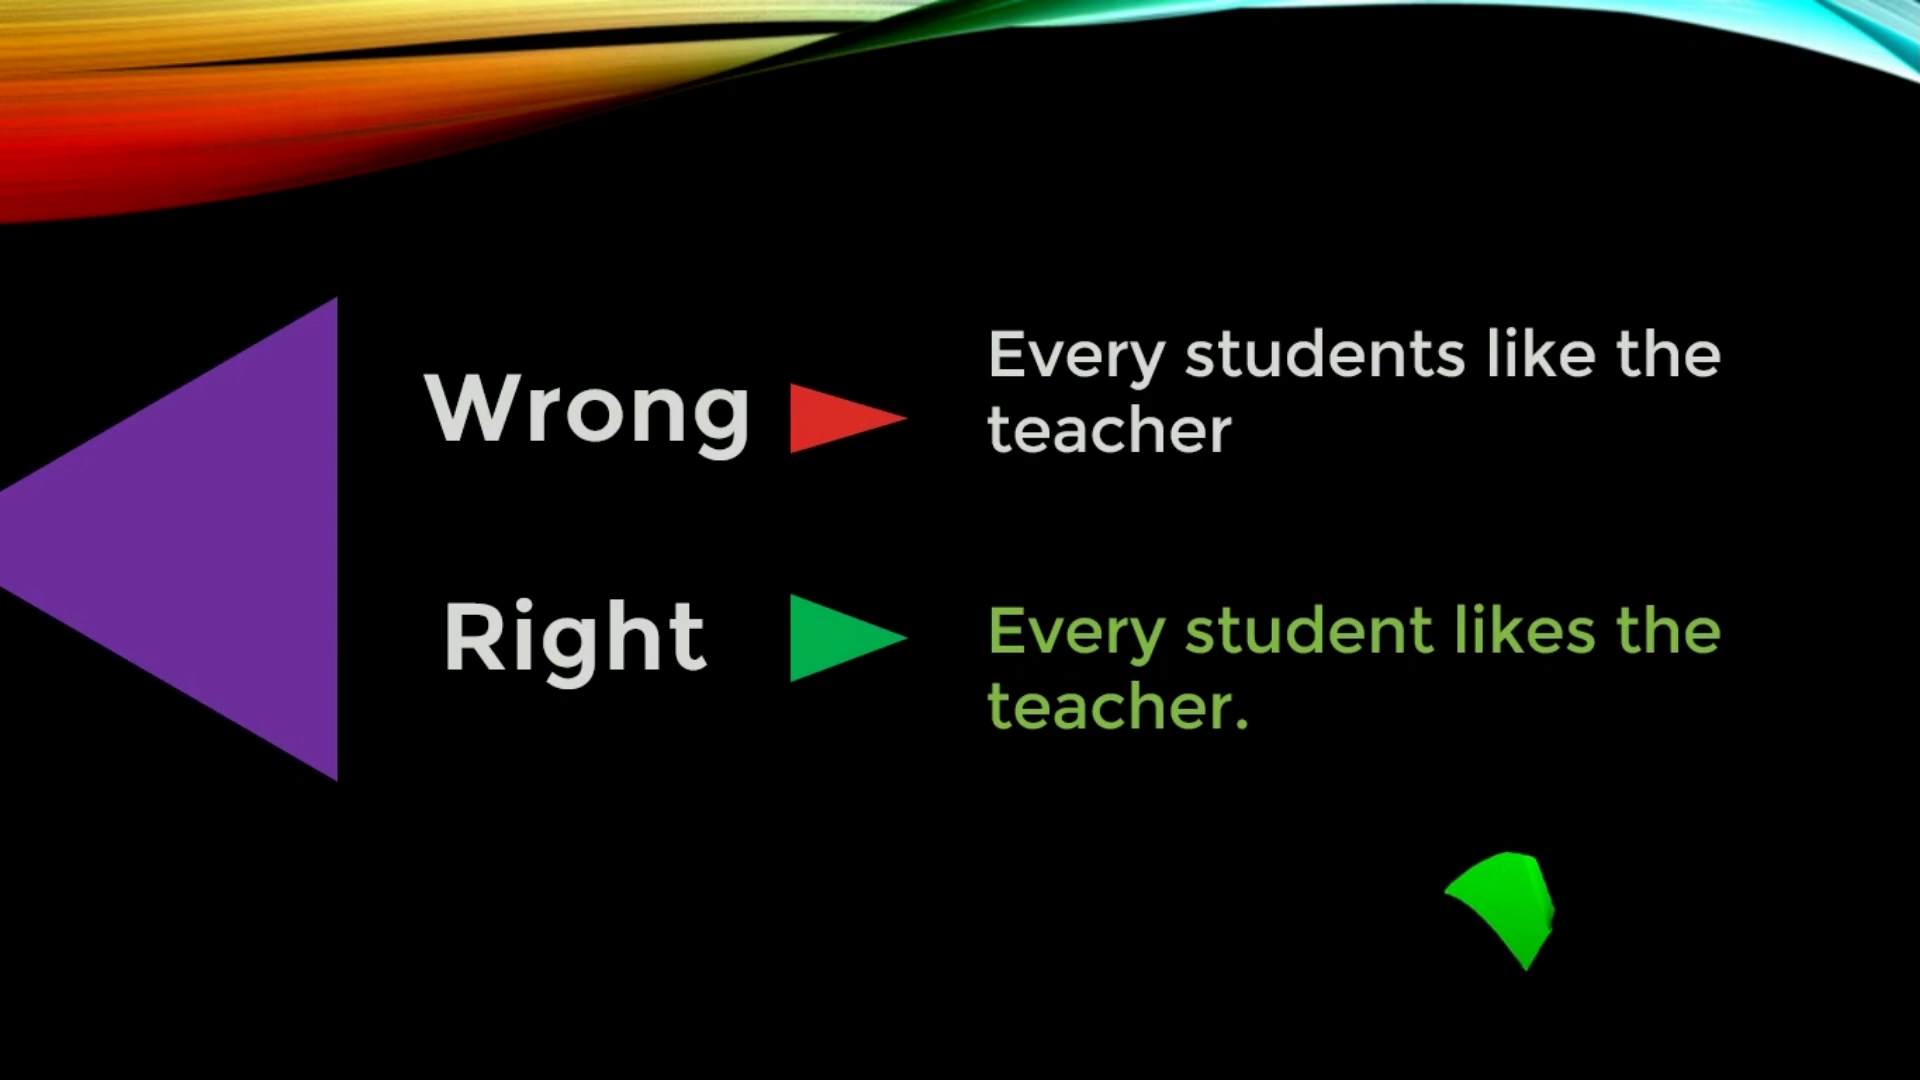 Wrong
Every students like the
teacher
Right
Every student likes the
teacher.